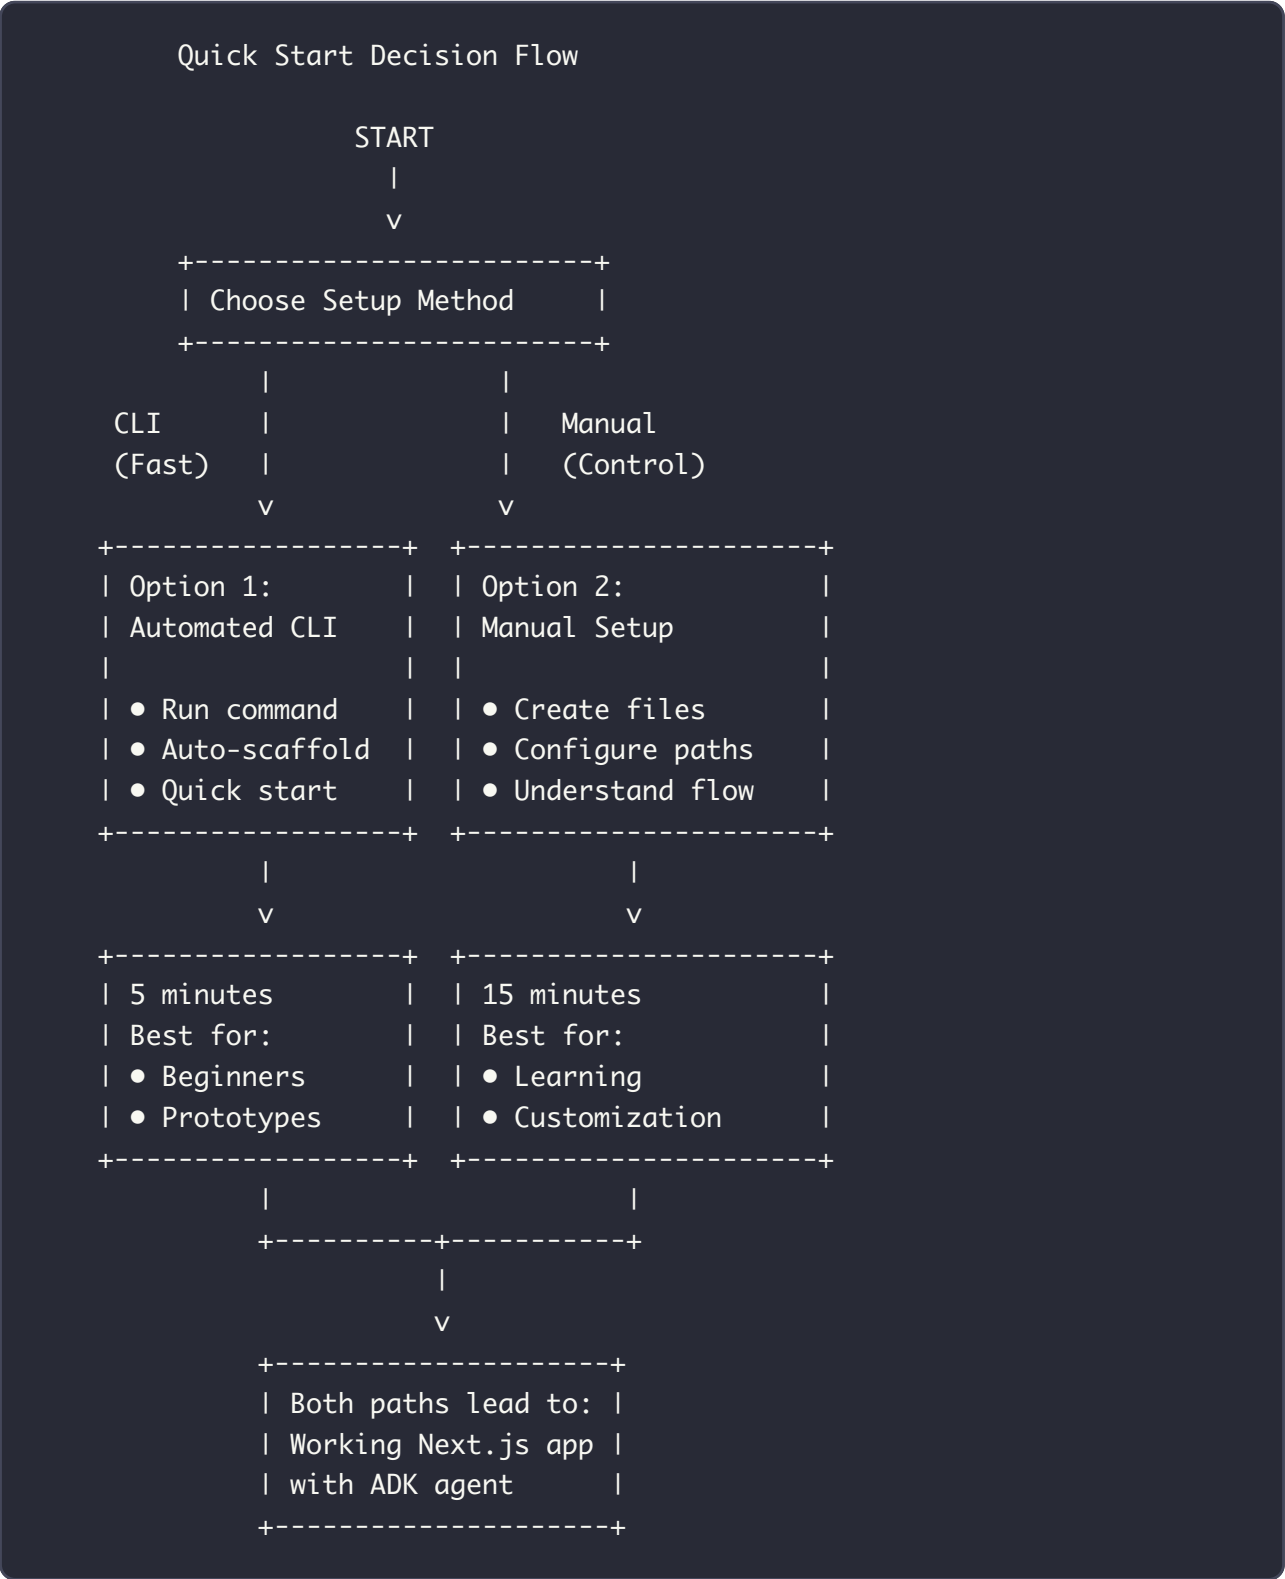 Quick Start Decision Flow
START
|
v
+-------------------------+
| Choose Setup Method     |
+-------------------------+
|              |
CLI      |              |   Manual
(Fast)   |              |   (Control)
v              v
+------------------+  +----------------------+
| Option 1:        |  | Option 2:            |
| Automated CLI    |  | Manual Setup         |
|                  |  |                      |
| ● Run command    |  | ● Create files       |
| ● Auto-scaffold  |  | ● Configure paths    |
| ● Quick start    |  | ● Understand flow    |
+------------------+  +----------------------+
|                      |
v                      v
+------------------+  +----------------------+
| 5 minutes        |  | 15 minutes           |
| Best for:        |  | Best for:            |
| ● Beginners      |  | ● Learning           |
| ● Prototypes     |  | ● Customization      |
+------------------+  +----------------------+
|                      |
+----------+-----------+
|
v
+---------------------+
| Both paths lead to: |
| Working Next.js app |
| with ADK agent      |
+---------------------+